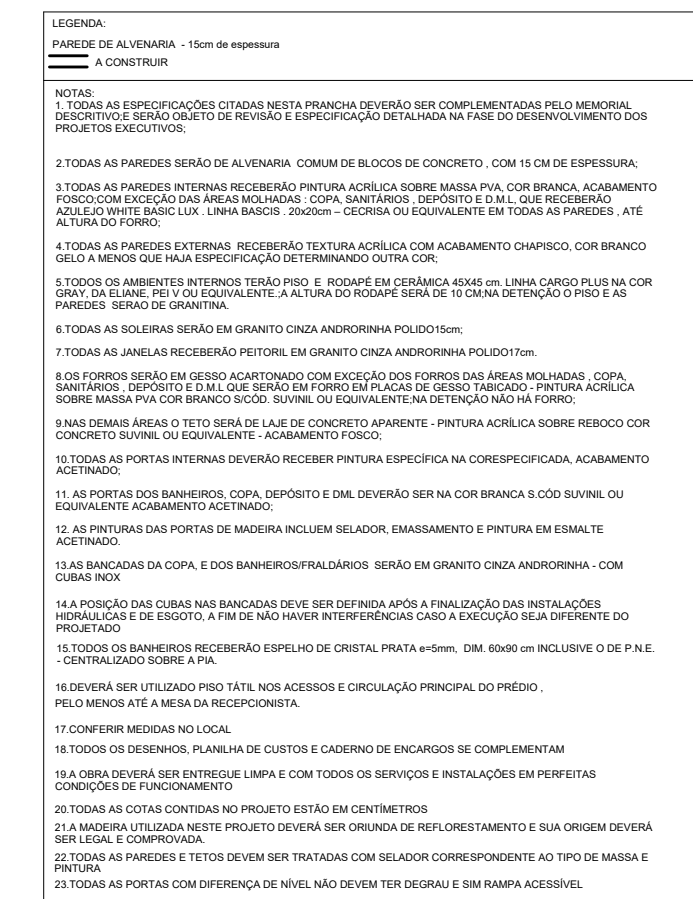 LEGENDA:
PAREDE DE ALVENARIA - 15cm de espessura
A CONSTRUIR
NOTAS:
1. TODAS AS ESPECIFICAÇÕES CITADAS NESTA PRANCHA DEVERÃO SER COMPLEMENTADAS PELO MEMORIAL
DESCRITIVO;E SERÃO OBJETO DE REVISÃO E ESPECIFICAÇÃO DETALHADA NA FASE DO DESENVOLVIMENTO DOS
PROJETOS EXECUTIVOS;
2.TODAS AS PAREDES SERÃO DE ALVENARIA COMUM DE BLOCOS DE CONCRETO , COM 15 CM DE ESPESSURA;
3.TODAS AS PAREDES INTERNAS RECEBERÃO PINTURA ACRÍLICA SOBRE MASSA PVA, COR BRANCA, ACABAMENTO
FOSCO;COM EXCEÇÃO DAS ÁREAS MOLHADAS : COPA, SANITÁRIOS , DEPÓSITO E D.M.L, QUE RECEBERÃO
AZULEJO WHITE BASIC LUX . LINHA BASCIS . 20x20cm – CECRISA OU EQUIVALENTE EM TODAS AS PAREDES , ATÉ
ALTURA DO FORRO;
4.TODAS AS PAREDES EXTERNAS RECEBERÃO TEXTURA ACRÍLICA COM ACABAMENTO CHAPISCO, COR BRANCO
GELO A MENOS QUE HAJA ESPECIFICAÇÃO DETERMINANDO OUTRA COR;
5.TODOS OS AMBIENTES INTERNOS TERÃO PISO E RODAPÉ EM CERÂMICA 45X45 cm. LINHA CARGO PLUS NA COR
GRAY, DA ELIANE, PEI V OU EQUIVALENTE.;A ALTURA DO RODAPÉ SERÁ DE 10 CM;NA DETENÇÃO O PISO E AS
PAREDES SERAO DE GRANITINA.
6.TODAS AS SOLEIRAS SERÃO EM GRANITO CINZA ANDRORINHA POLIDO15cm;
7.TODAS AS JANELAS RECEBERÃO PEITORIL EM GRANITO CINZA ANDRORINHA POLIDO17cm.
8.OS FORROS SERÃO EM GESSO ACARTONADO COM EXCEÇÃO DOS FORROS DAS ÁREAS MOLHADAS , COPA,
SANITÁRIOS , DEPÓSITO E D.M.L QUE SERÃO EM FORRO EM PLACAS DE GESSO TABICADO - PINTURA ACRÍLICA
SOBRE MASSA PVA COR BRANCO S/CÓD. SUVINIL OU EQUIVALENTE;NA DETENÇÃO NÃO HÁ FORRO;
9.NAS DEMAIS ÁREAS O TETO SERÁ DE LAJE DE CONCRETO APARENTE - PINTURA ACRÍLICA SOBRE REBOCO COR
CONCRETO SUVINIL OU EQUIVALENTE - ACABAMENTO FOSCO;
10.TODAS AS PORTAS INTERNAS DEVERÃO RECEBER PINTURA ESPECÍFICA NA CORESPECIFICADA, ACABAMENTO
ACETINADO;
11. AS PORTAS DOS BANHEIROS, COPA, DEPÓSITO E DML DEVERÃO SER NA COR BRANCA S.CÓD SUVINIL OU
EQUIVALENTE ACABAMENTO ACETINADO;
12. AS PINTURAS DAS PORTAS DE MADEIRA INCLUEM SELADOR, EMASSAMENTO E PINTURA EM ESMALTE
ACETINADO.
13.AS BANCADAS DA COPA, E DOS BANHEIROS/FRALDÁRIOS SERÃO EM GRANITO CINZA ANDRORINHA - COM
CUBAS INOX
14.A POSIÇÃO DAS CUBAS NAS BANCADAS DEVE SER DEFINIDA APÓS A FINALIZAÇÃO DAS INSTALAÇÕES
HIDRÁULICAS E DE ESGOTO, A FIM DE NÃO HAVER INTERFERÊNCIAS CASO A EXECUÇÃO SEJA DIFERENTE DO
PROJETADO
15.TODOS OS BANHEIROS RECEBERÃO ESPELHO DE CRISTAL PRATA e=5mm, DIM. 60x90 cm INCLUSIVE O DE P.N.E.
- CENTRALIZADO SOBRE A PIA.
16.DEVERÁ SER UTILIZADO PISO TÁTIL NOS ACESSOS E CIRCULAÇÃO PRINCIPAL DO PRÉDIO ,
PELO MENOS ATÉ A MESA DA RECEPCIONISTA.
17.CONFERIR MEDIDAS NO LOCAL
18.TODOS OS DESENHOS, PLANILHA DE CUSTOS E CADERNO DE ENCARGOS SE COMPLEMENTAM
19.A OBRA DEVERÁ SER ENTREGUE LIMPA E COM TODOS OS SERVIÇOS E INSTALAÇÕES EM PERFEITAS
CONDIÇÕES DE FUNCIONAMENTO
20.TODAS AS COTAS CONTIDAS NO PROJETO ESTÃO EM CENTÍMETROS
21.A MADEIRA UTILIZADA NESTE PROJETO DEVERÁ SER ORIUNDA DE REFLORESTAMENTO E SUA ORIGEM DEVERÁ
SER LEGAL E COMPROVADA.
22.TODAS AS PAREDES E TETOS DEVEM SER TRATADAS COM SELADOR CORRESPONDENTE AO TIPO DE MASSA E
PINTURA
23.TODAS AS PORTAS COM DIFERENÇA DE NÍVEL NÃO DEVEM TER DEGRAU E SIM RAMPA ACESSÍVEL